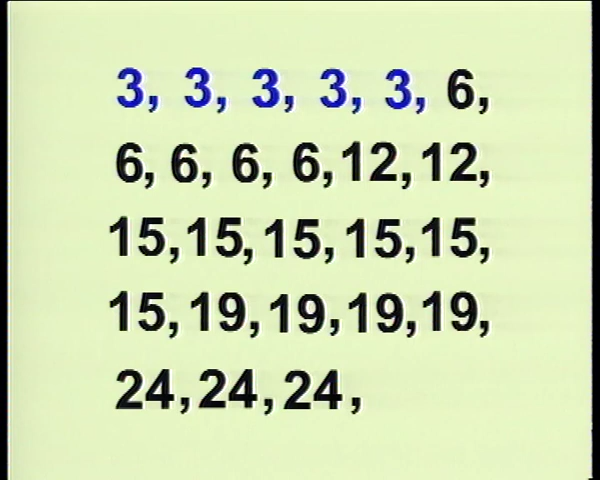 3, 3, 3, 3, 3, 6,
6, 6, 6, 6, 12, 12,
15, 15, 15, 15, 15,
15, 19, 19, 19, 19,
24, 24, 24,